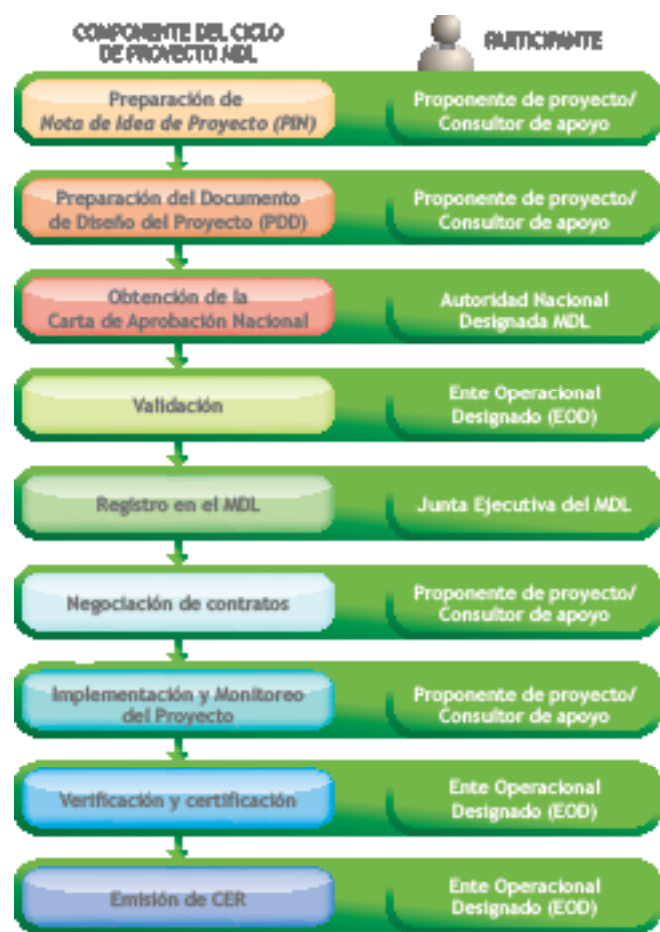 COMPONENTE DEL CICLO
DE PROYECTO MDL
PARTICIPANTE
Preparación de
Nota de Idea de Proyecto (PIN)
Proponente de proyecto/
Consultor de apoyo
Preparación del Documento
de Diseño del Proyecto (PDD)
Proponente de proyecto/
Consultor de apoyo
Obtención de la
Carta de Aprobación Nacional
Autoridad Nacional
Designada MDL
Validación
Ente Operacional
Designado (EOD)
Registro en el MDL
Junta Ejecutiva del MDL
Negociación de contratos
Proponente de proyecto/
Consultor de apoyo
Implementación y Monitoreo
del Proyecto
Proponente de proyecto/
Consultor de apoyo
Verificación y certificación
Ente Operacional
Designado (EOD)
Emisión de CER
Ente Operacional
Designado (EOD)